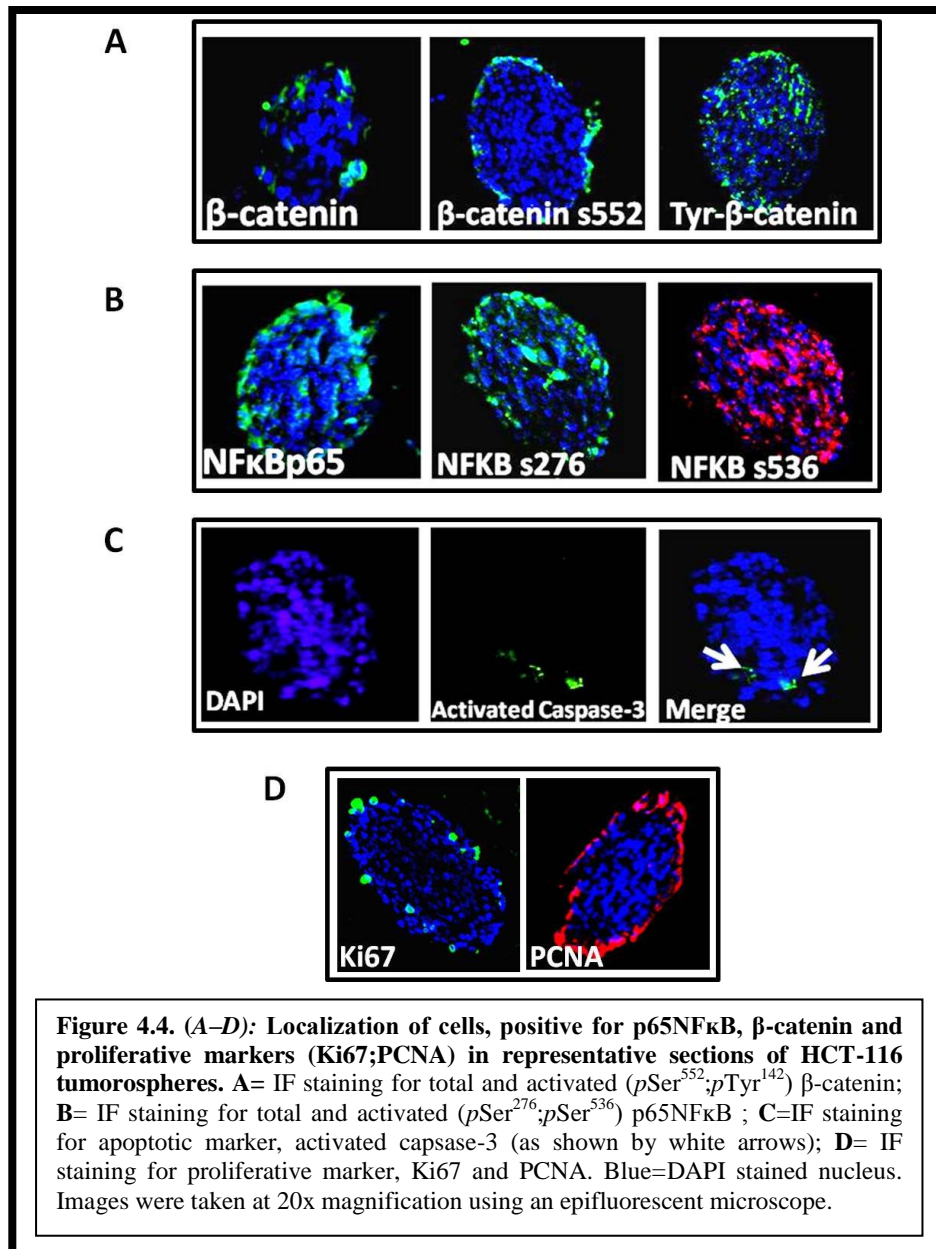 A
β-catenin
β-catenin s552
Tyr-β-catenin
B
NFκBp65
NFKB s276
NFKB s536
C
DAPI
Activated Caspase-3
Merge
D
Ki67
PCNA
Figure 4.4. (A–D): Localization of cells, positive for p65NFκB, β-catenin and
proliferative markers (Ki67;PCNA) in representative sections of HCT-116
tumorospheres. A= IF staining for total and activated (pSer552;pTyr142) β-catenin;
B= IF staining for total and activated (pSer276;pSer536) p65NFκB ; C=IF staining
for apoptotic marker, activated capsase-3 (as shown by white arrows); D= IF
staining for proliferative marker, Ki67 and PCNA. Blue=DAPI stained nucleus.
Images were taken at 20x magnification using an epifluorescent microscope.